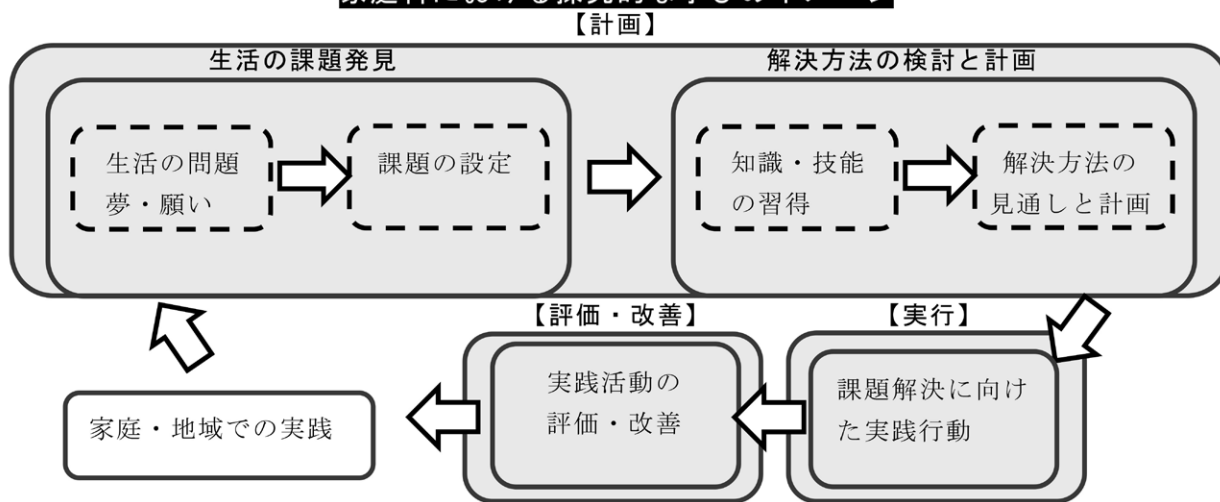 【計画】
生活の課題発見
解決方法の検討と計画
生活の問題
夢・願い
課題の設定
知識・技能
の習得
解決方法の
見通しと計画
【評価・改善】
【実行】
実践活動の
評価・改善
課題解決に向け
た実践行動
家庭・地域での実践